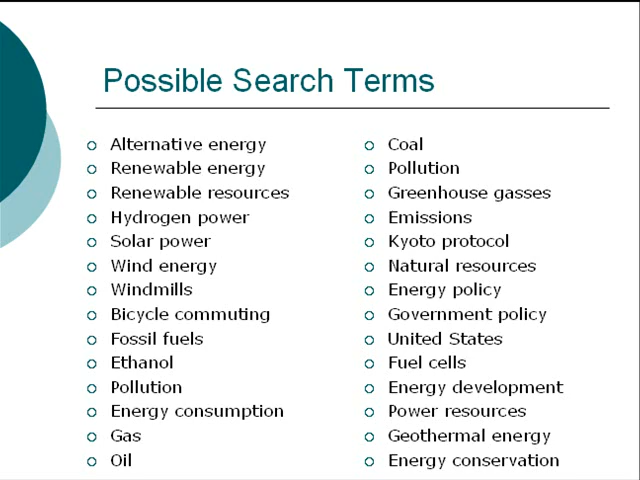 Possible Search Terms
Alternative energy
Renewable energy
Renewable resources
Hydrogen power
Solar power
Wind energy
Windmills
Bicycle commuting
Fossil fuels
Ethanol
Pollution
Energy consumption
Gas
Oil
Coal
Pollution
Greenhouse gasses
Emissions
Kyoto protocol
Natural resources
Energy policy
Government policy
United States
Fuel cells
Energy development
Power resources
Geothermal energy
Energy conservation